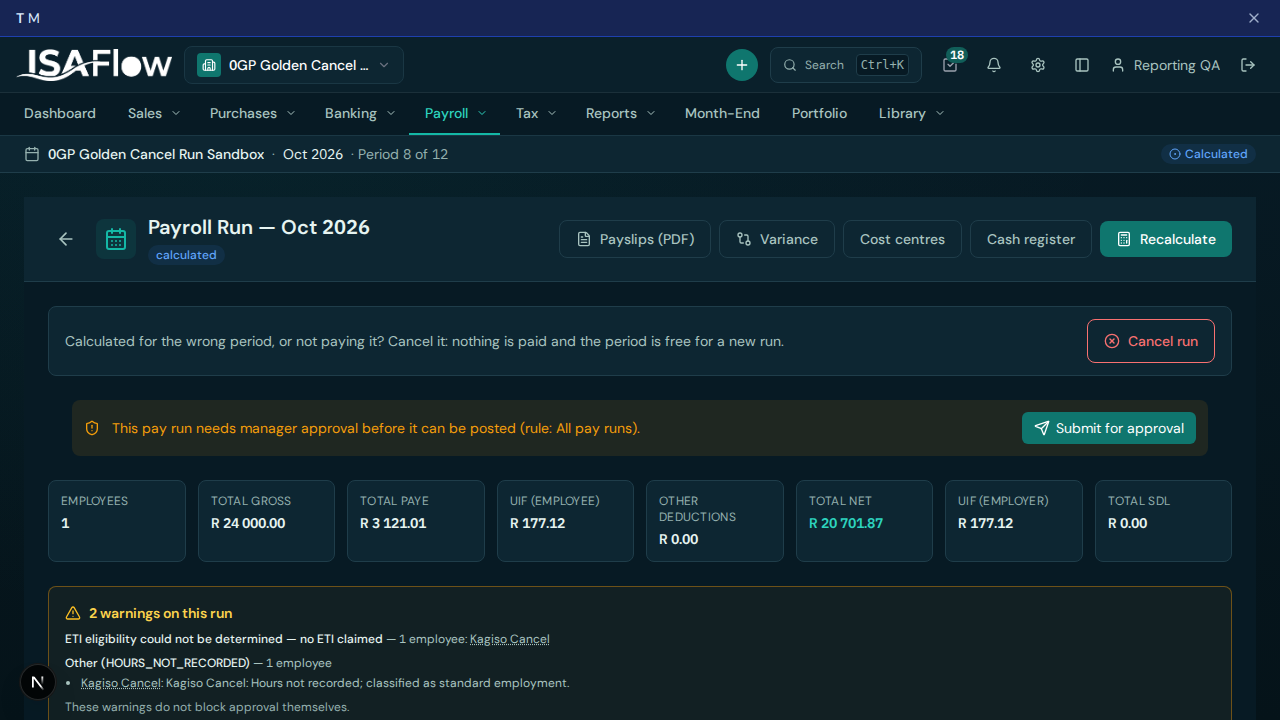 T M
ISAFlow
0GP Golden Cancel ...
Search Ctrl+K
18
Reporting QA
Dashboard Sales Purchases Banking Payroll Tax Reports Month-End Portfolio Library
0GP Golden Cancel Run Sandbox · Oct 2026 · Period 8 of 12
Calculated
Payroll Run — Oct 2026
calculated
Payslips (PDF) Variance Cost centres Cash register Recalculate
Calculated for the wrong period, or not paying it? Cancel it: nothing is paid and the period is free for a new run.
Cancel run
This pay run needs manager approval before it can be posted (rule: All pay runs).
Submit for approval
EMPLOYEES
1
TOTAL GROSS
R 24 000.00
TOTAL PAYE
R 3 121.01
UIF (EMPLOYEE)
R 177.12
OTHER
DEDUCTIONS
R 0.00
TOTAL NET
R 20 701.87
UIF (EMPLOYER)
R 177.12
TOTAL SDL
R 0.00
2 warnings on this run
ETI eligibility could not be determined — no ETI claimed — 1 employee: Kagiso Cancel
Other (HOURS_NOT_RECORDED) — 1 employee
• Kagiso Cancel: Kagiso Cancel: Hours not recorded; classified as standard employment.
These warnings do not block approval themselves.
N